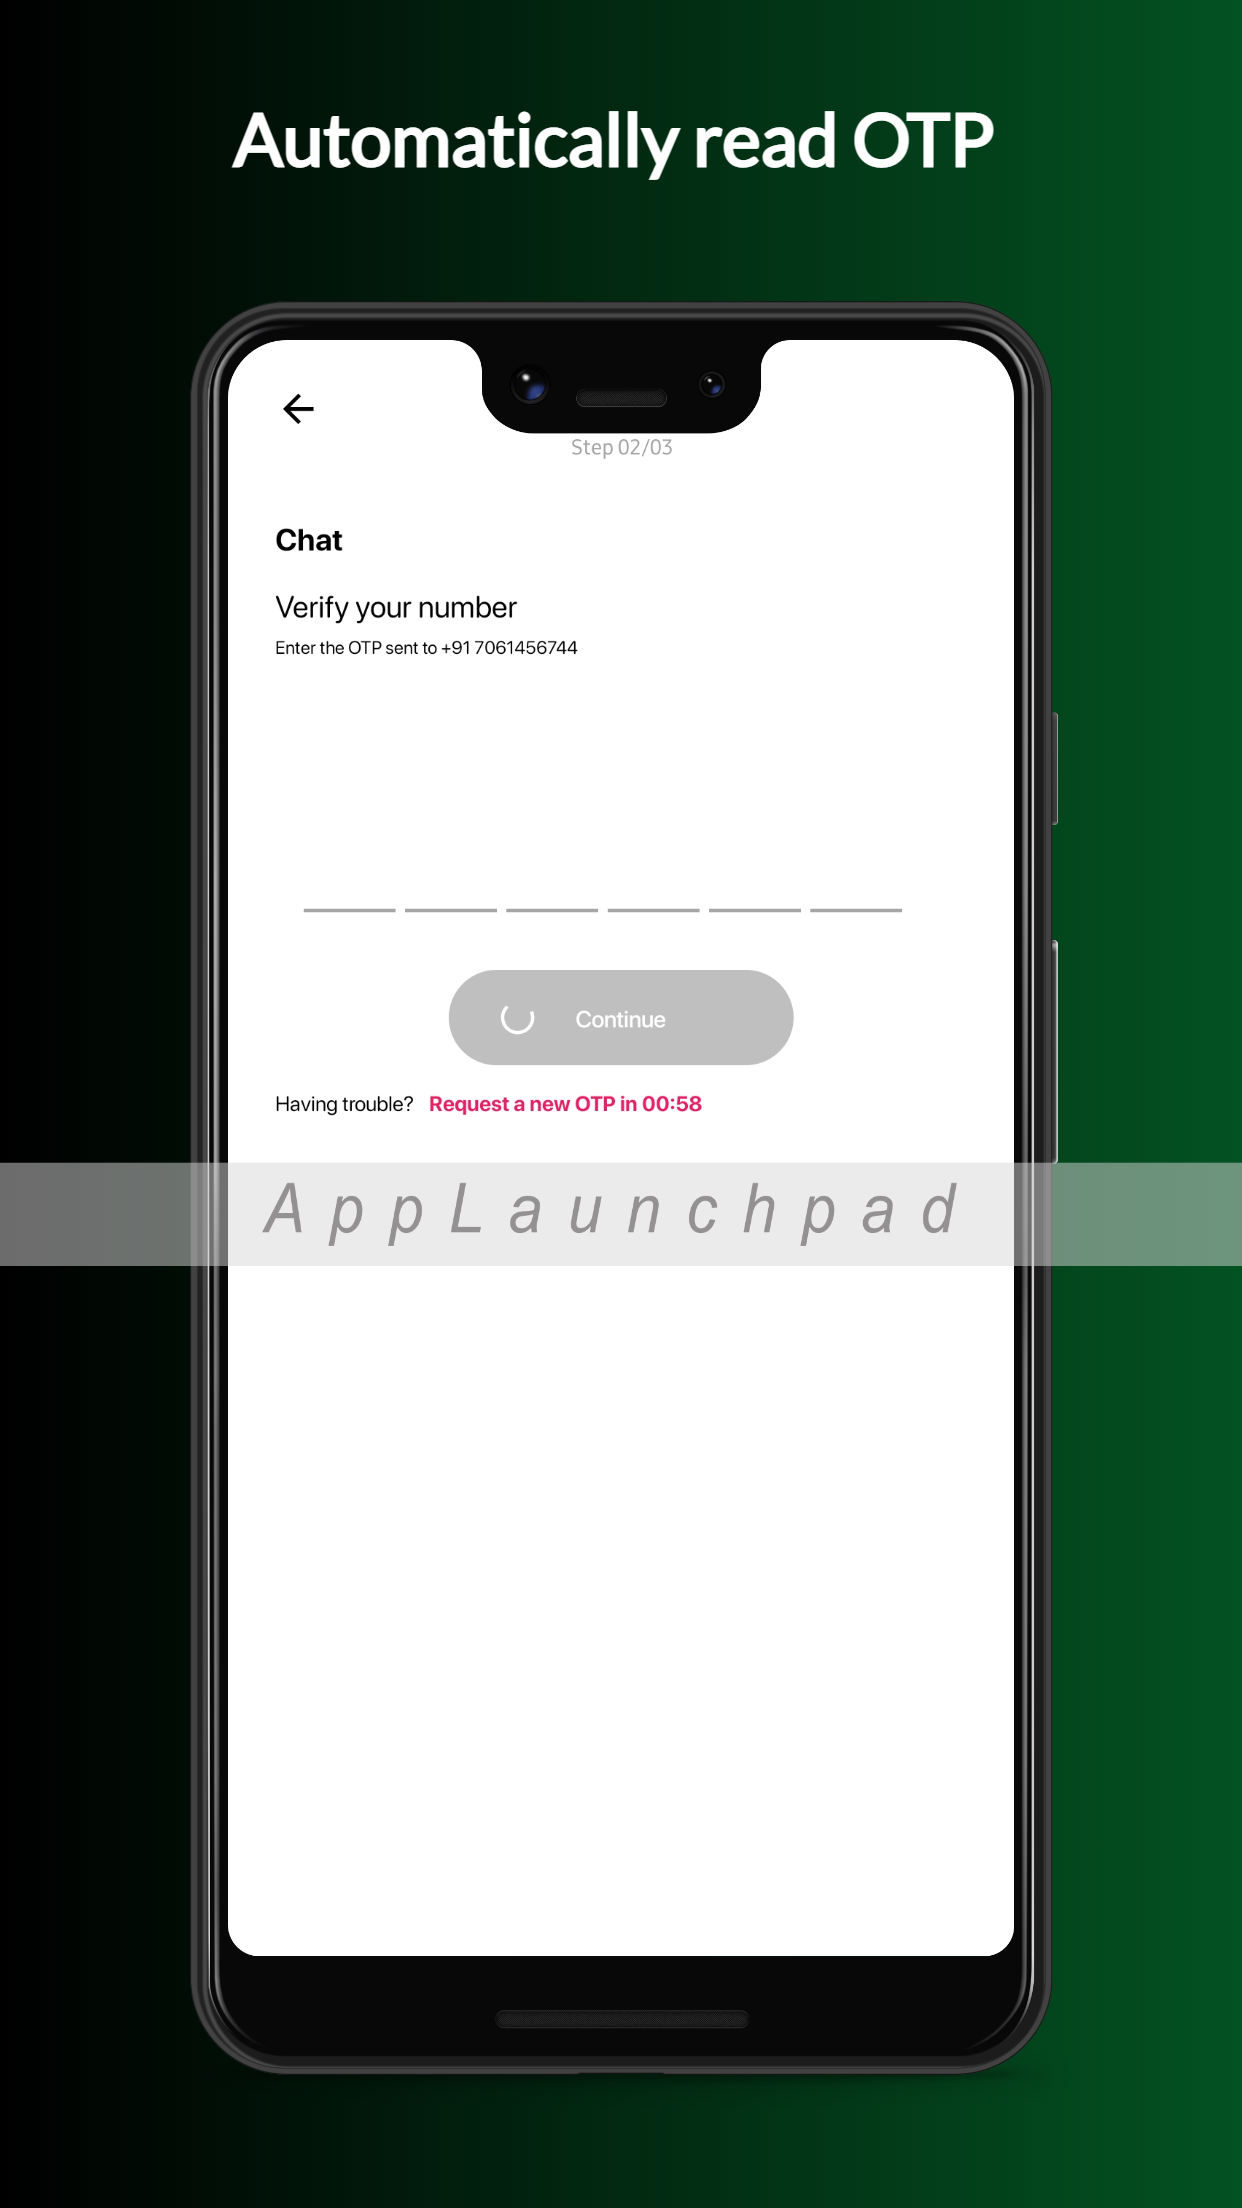 Automatically read OTP
Step 02/03
Chat
Verify your number
Enter the OTP sent to +91 7061456744
Continue
Having trouble? Request a new OTP in 00:58
AppLaunchpad